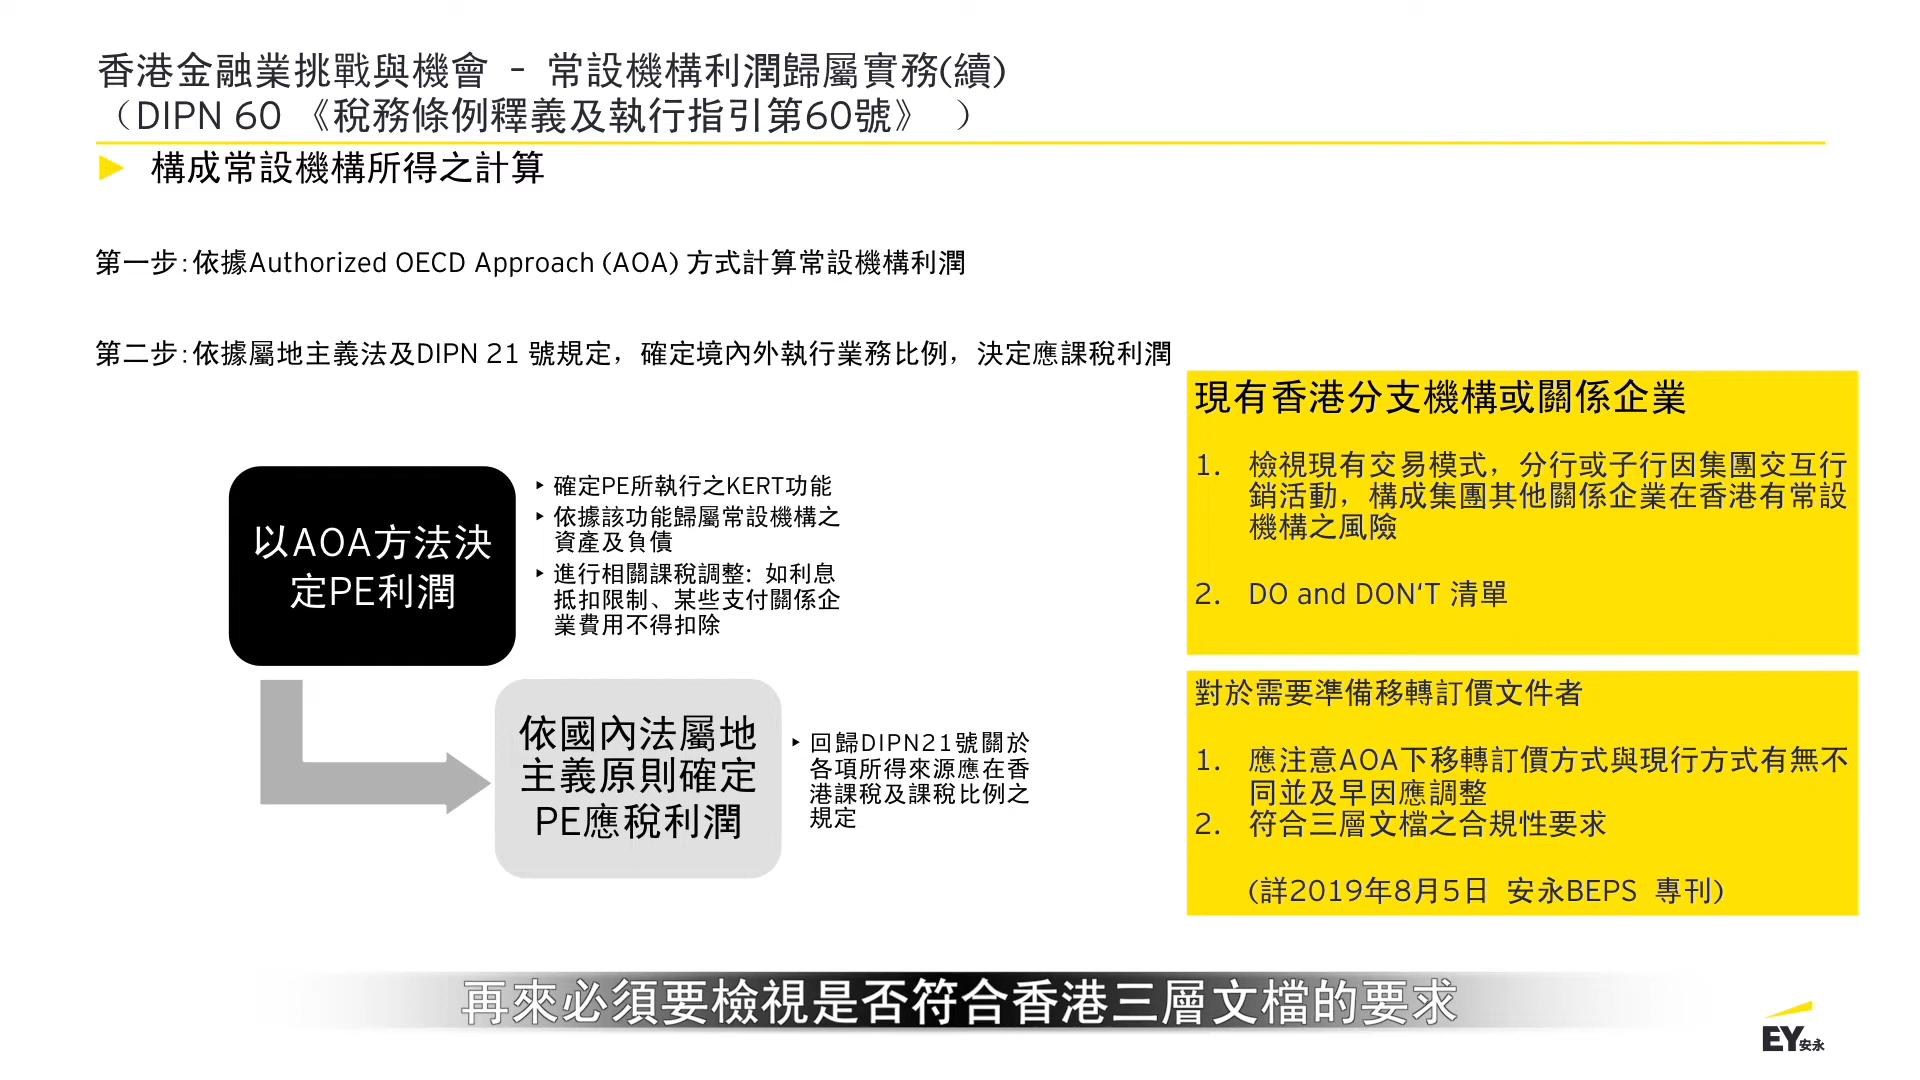 香港金融業挑戰與機會 – 常設機構利潤歸屬實務(續)
（DIPN 60 《稅務條例釋義及執行指引第60號》 ）
► 構成常設機構所得之計算
第一步:依據Authorized OECD Approach (AOA) 方式計算常設機構利潤
第二步:依據屬地主義法及DIPN 21 號規定，確定境內外執行業務比例，決定應課稅利潤
以AOA方法決
定PE利潤
‣ 確定PE所執行之KERT功能
‣ 依據該功能歸屬常設機構之
資產及負債
‣ 進行相關課稅調整: 如利息
抵扣限制、某些支付關係企
業費用不得扣除
依國內法屬地
主義原則確定
PE應稅利潤
‣ 回歸DIPN21號關於
各項所得來源應在香
港課稅及課稅比例之
規定
現有香港分支機構或關係企業
1. 檢視現有交易模式，分行或子行因集團交互行
銷活動，構成集團其他關係企業在香港有常設
機構之風險
2. DO and DON'T 清單
對於需要準備移轉訂價文件者
1. 應注意AOA下移轉訂價方式與現行方式有無不
同並及早因應調整
2. 符合三層文檔之合規性要求
(詳2019年8月5日 安永BEPS 專刊)
再來必須要檢視是否符合香港三層文檔的要求
EY安永